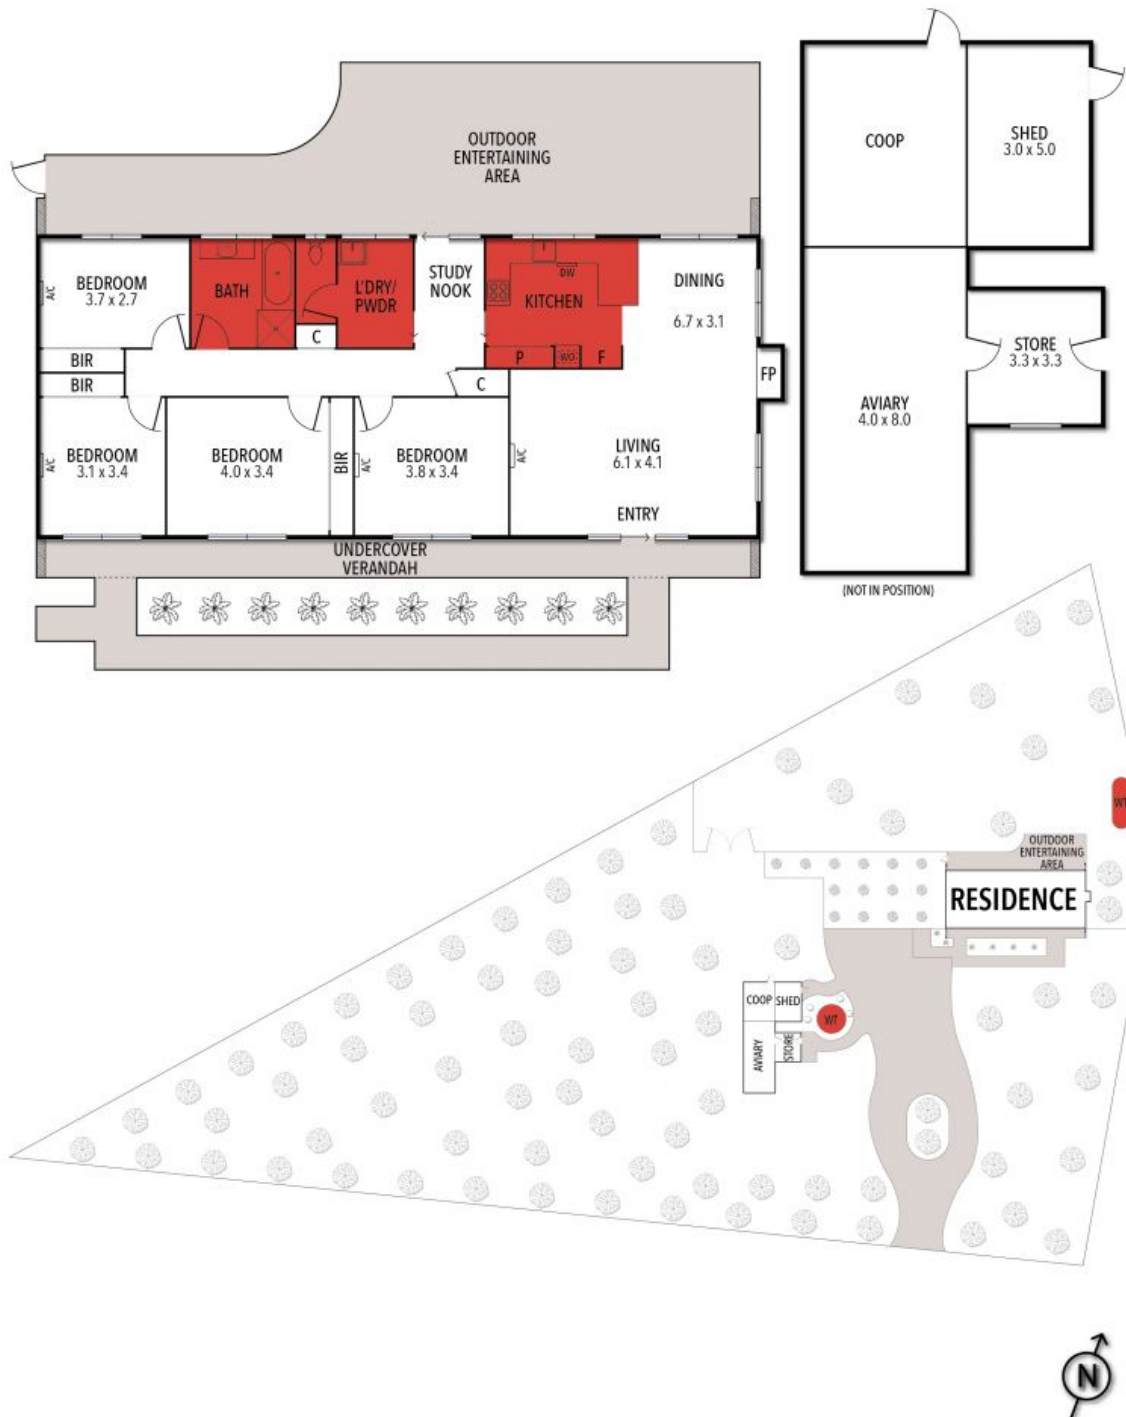 OUTDOOR
ENTERTAINING
AREA
COOP
SHED
3.0 x 5.0
BEDROOM
3.7 x 2.7
A/C
BATH
L'DRY/
PWDR
C
STUDY
NOOK
DW
KITCHEN
P
WO
F
DINING
6.7 x 3.1
FP
STORE
3.3 x 3.3
BIR
BIR
C
AVIARY
4.0 x 8.0
A/C
BEDROOM
3.1 x 3.4
BEDROOM
4.0 x 3.4
BIR
A/C
BEDROOM
3.8 x 3.4
A/C
LIVING
6.1 x 4.1
ENTRY
UNDERCOVER
VERANDAH
(NOT IN POSITION)
WT
OUTDOOR
ENTERTAINING
AREA
RESIDENCE
COOP
SHED
WT
AVIARY
STORE
N